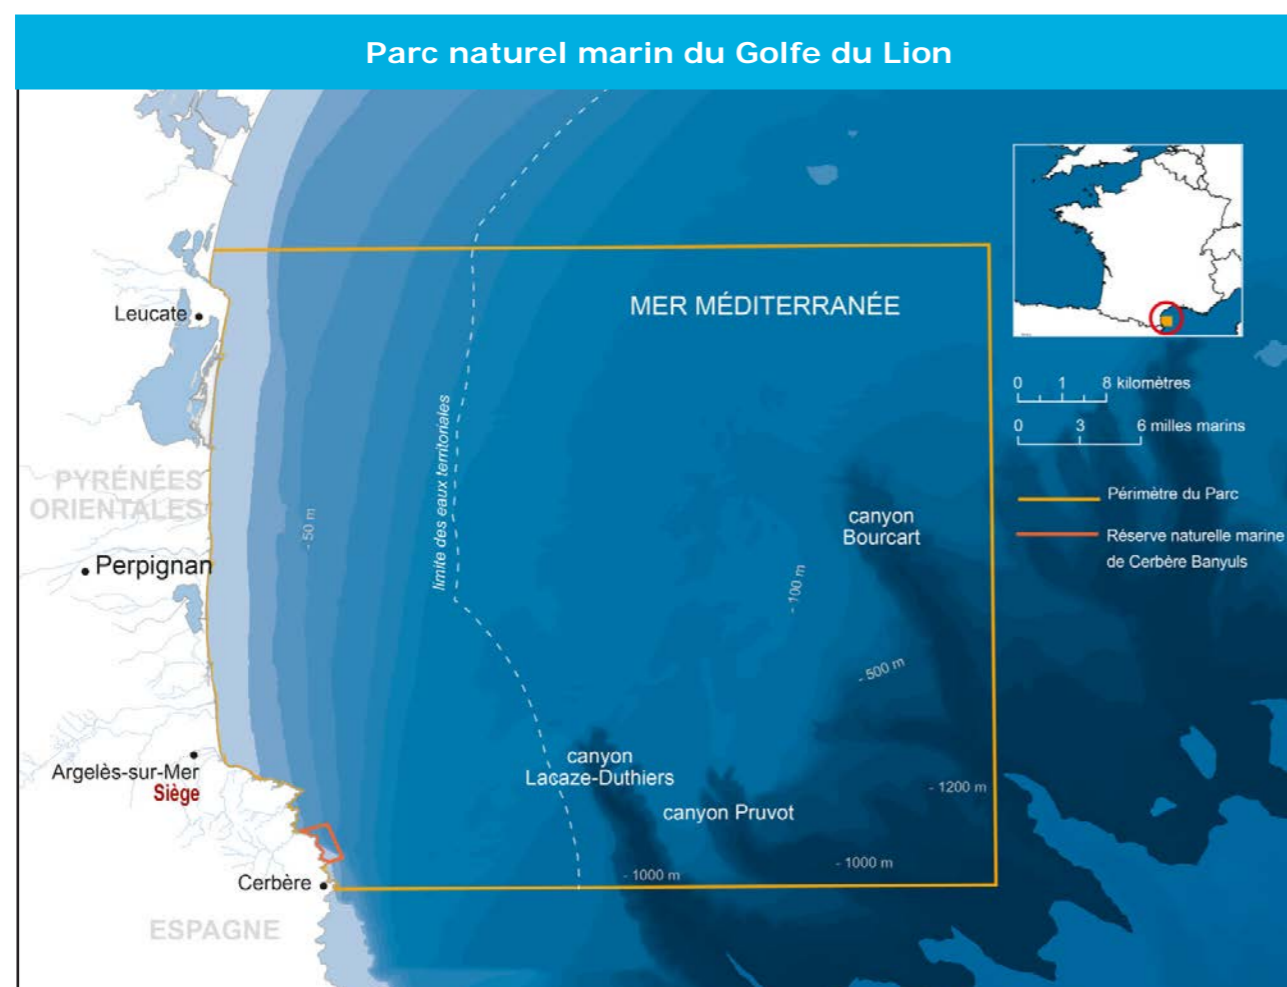 Parc naturel marin du Golfe du Lion
MER MÉDITERRANÉE
Leucate
0 1 8 kilomètres
0 3 6 milles marins
limite des eaux territoriales
PYRÉNÉES
ORIENTALES
- 50 m
Périmètre du Parc
canyon
Bourcart
Réserve naturelle marine
de Cerbère Banyuls
Perpignan
- 100 m
- 500 m
canyon
Lacaze-Duthiers
Argelès-sur-Mer
Siège
- 1200 m
canyon Pruvot
- 1000 m
- 1000 m
Cerbère
ESPAGNE